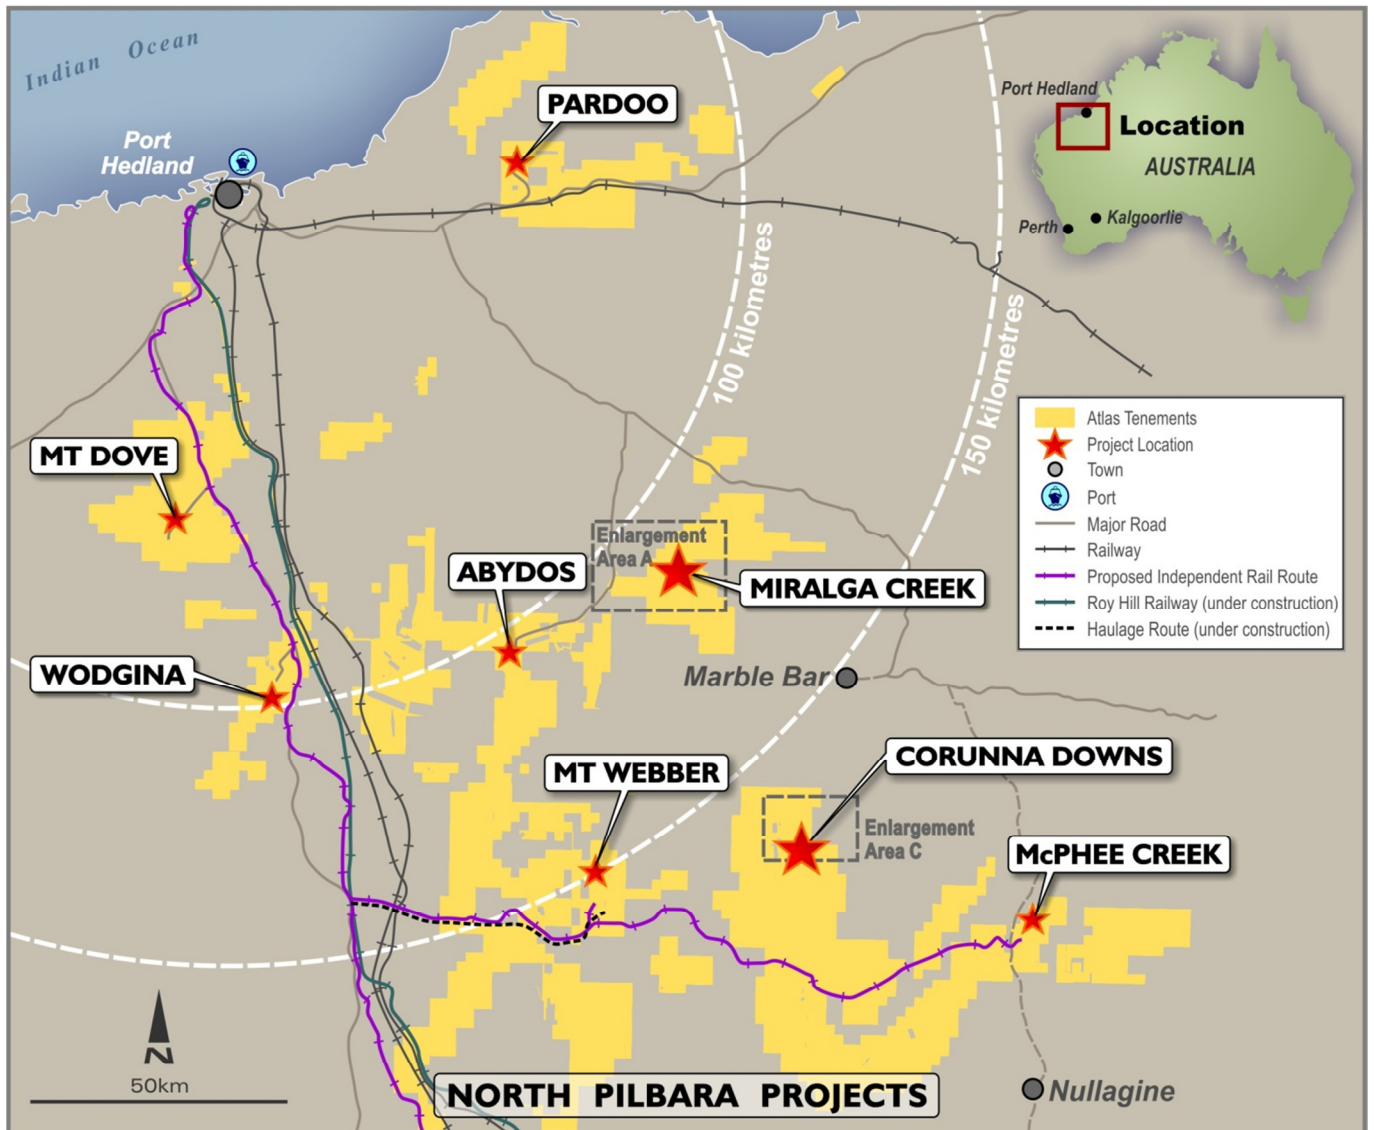 Indian Ocean
Port
Hedland
PARDOO
100 kilometres
150 kilometres
Port Hedland
Location
AUSTRALIA
Perth
Kalgoorlie
Atlas Tenements
Project Location
Town
Port
Major Road
Railway
Proposed Independent Rail Route
Roy Hill Railway (under construction)
Haulage Route (under construction)
MT DOVE
Enlargement
Area A
ABYDOS
MIRALGA CREEK
WODGINA
Marble Bar
MT WEBBER
CORUNNA DOWNS
Enlargement
Area C
McPHEE CREEK
N
50km
NORTH PILBARA PROJECTS
Nullagine